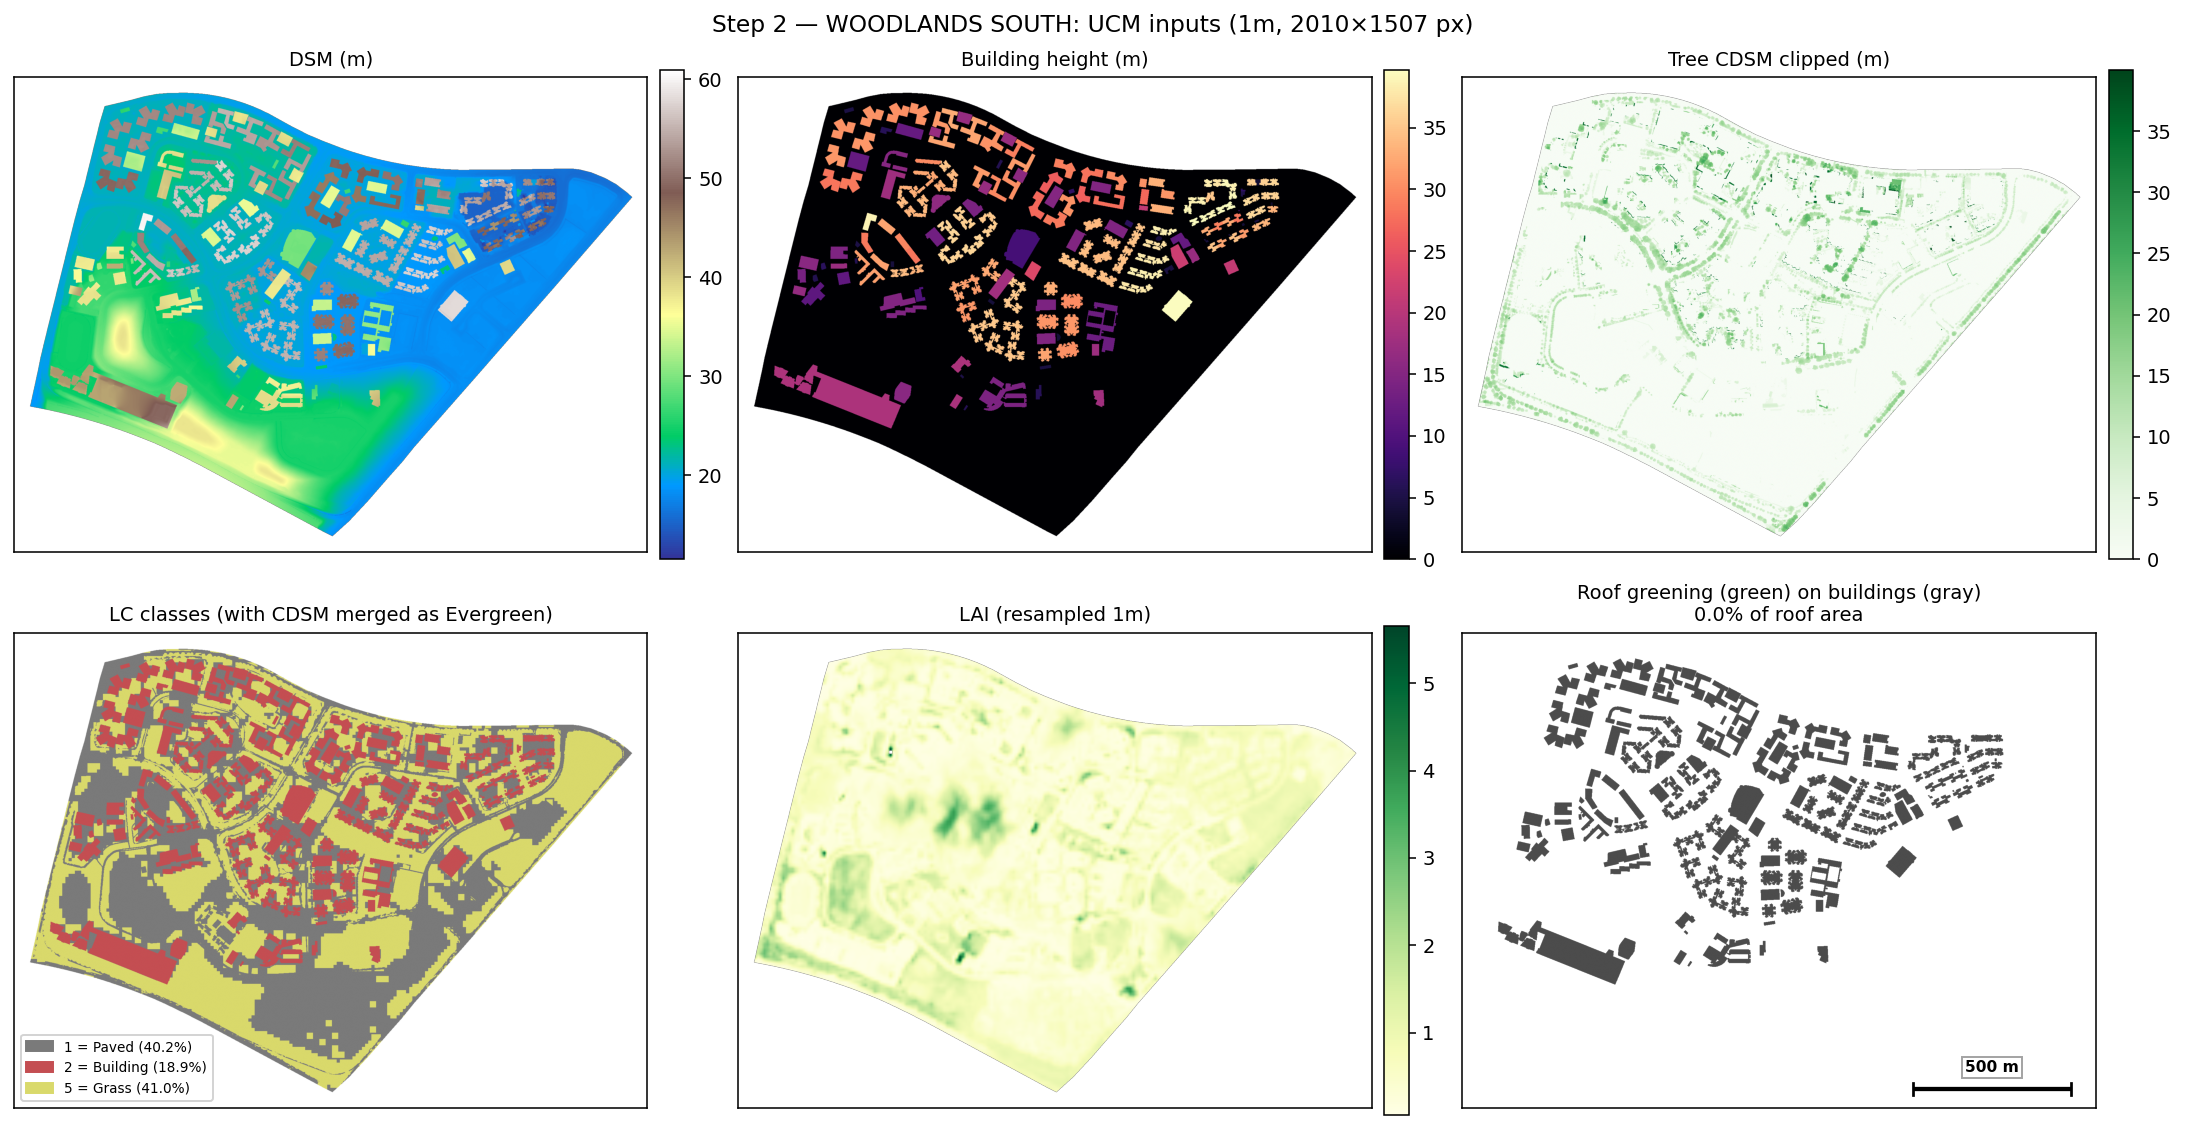 Step 2 — WOODLANDS SOUTH: UCM inputs (1m, 2010×1507 px)
DSM (m)
60
50
40
30
20
Building height (m)
35
30
25
20
15
10
5
0
Tree CDSM clipped (m)
35
30
25
20
15
10
5
0
LC classes (with CDSM merged as Evergreen)
1 = Paved (40.2%)
2 = Building (18.9%)
5 = Grass (41.0%)
LAI (resampled 1m)
5
4
3
2
1
Roof greening (green) on buildings (gray)
0.0% of roof area
500 m